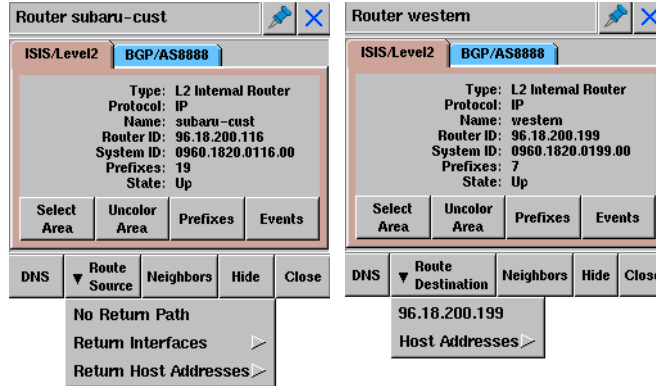 Router subaru-cust
ISIS/Level2 BGP/AS8888
Type: L2 Internal Router
Protocol: IP
Name: subaru-cust
Router ID: 96.18.200.116
System ID: 0960.1820.0116.00
Prefixes: 19
State: Up
Select Area Uncolor Area Prefixes Events
DNS Route Source Neighbors Hide Close
No Return Path
Return Interfaces
Return Host Addresses
Router western
ISIS/Level2 BGP/AS8888
Type: L2 Internal Router
Protocol: IP
Name: western
Router ID: 96.18.200.199
System ID: 0960.1820.0199.00
Prefixes: 7
State: Up
Select Area Uncolor Area Prefixes Events
DNS Route Destination Neighbors Hide Clos
96.18.200.199
Host Addresses